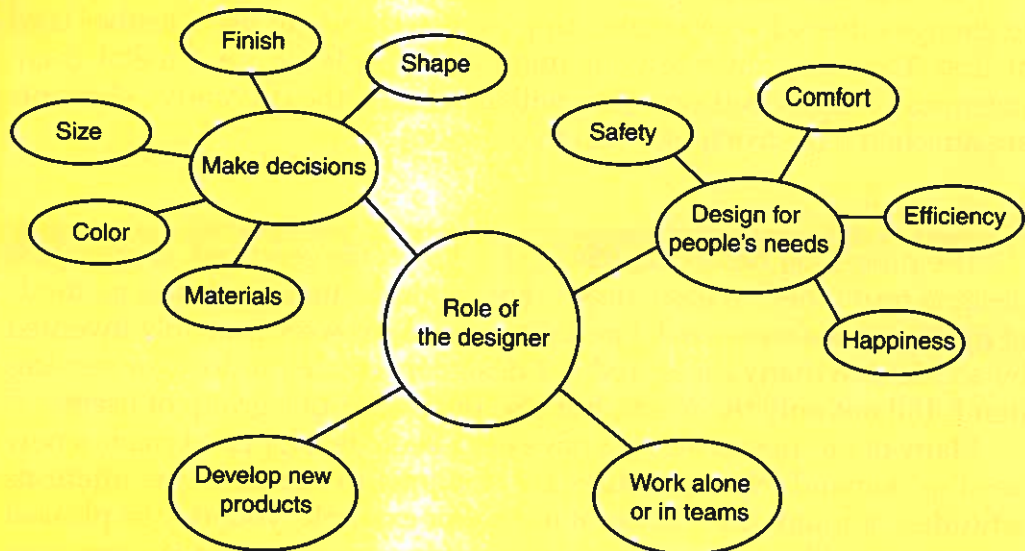 Finish
Shape
Size
Make decisions
Color
Materials
Comfort
Safety
Design for
people's needs
Efficiency
Happiness
Role of
the designer
Develop new
products
Work alone
or in teams